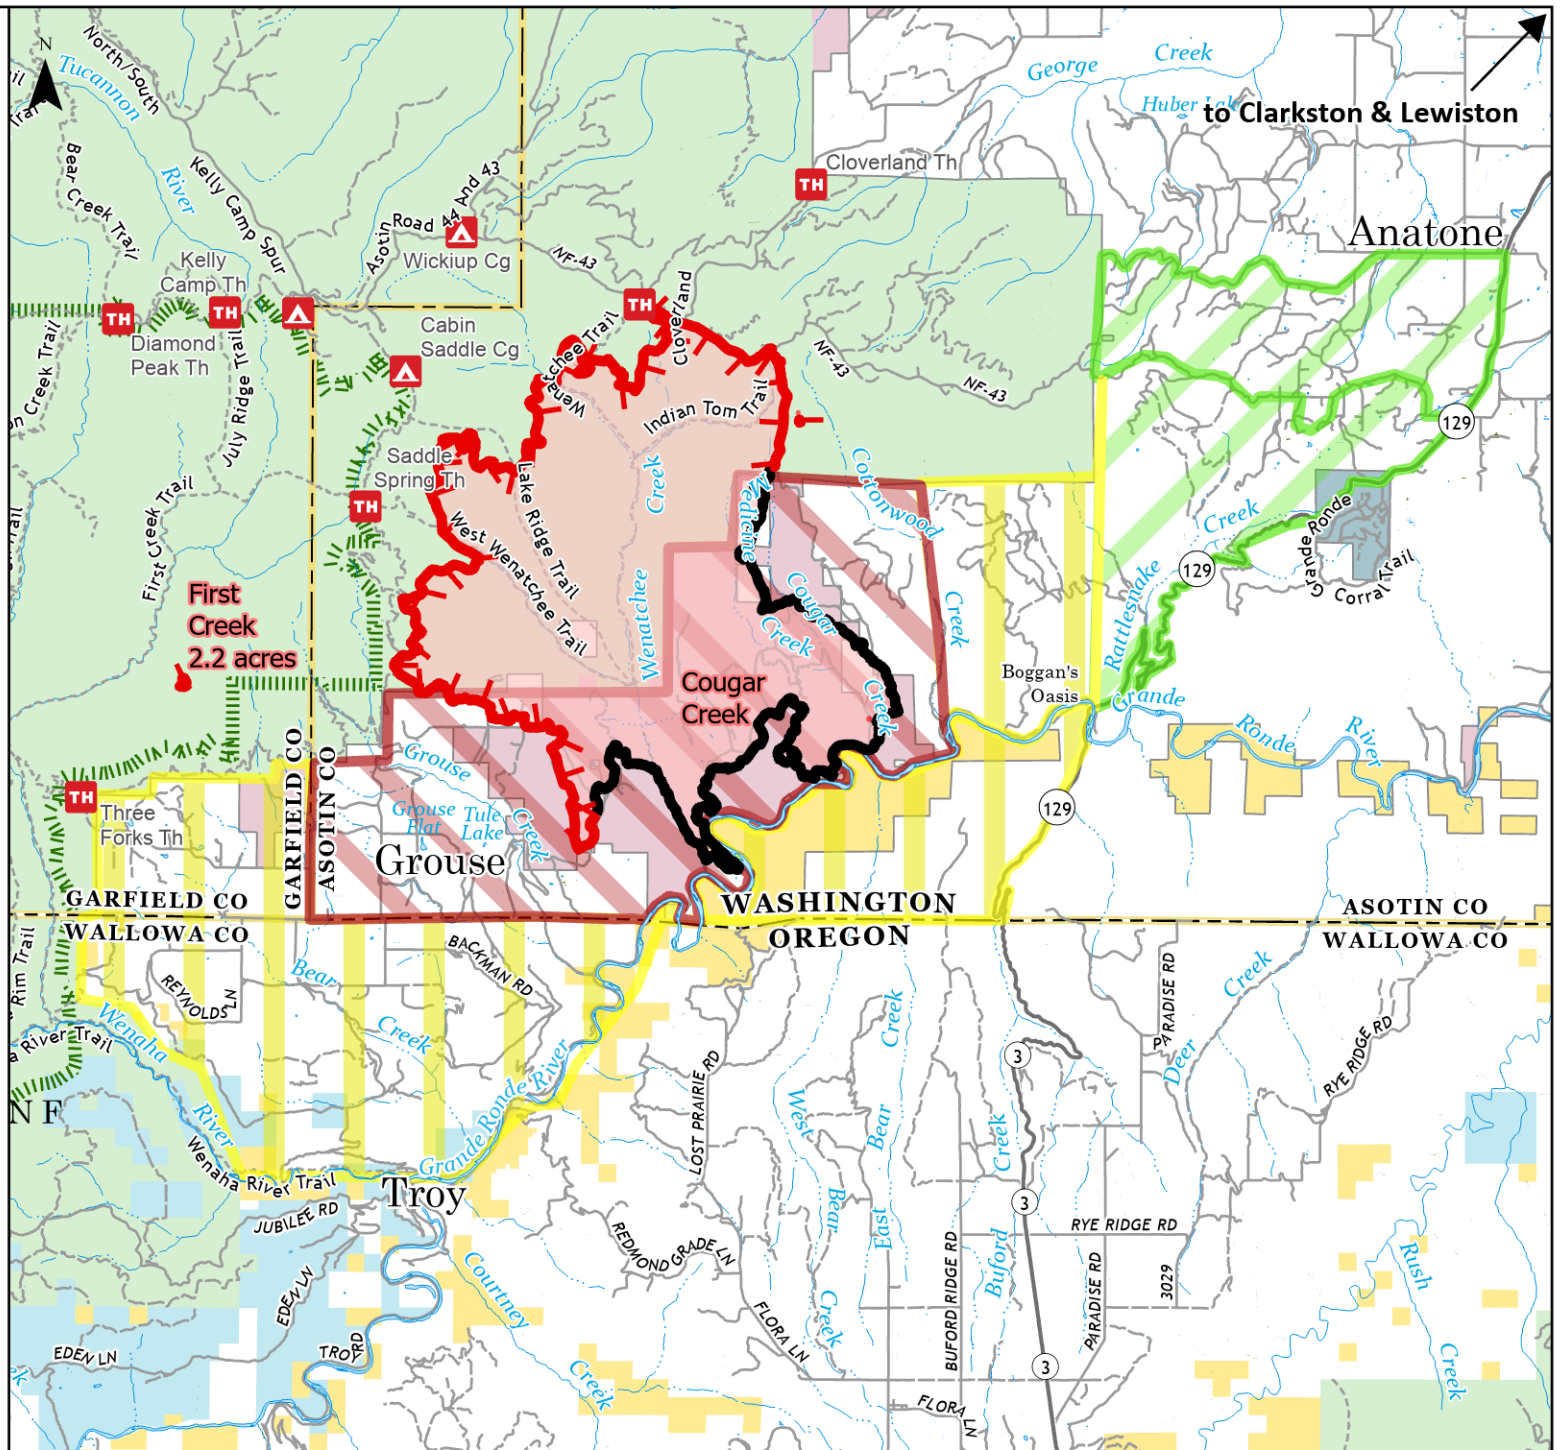 N
to Clarkston & Lewiston
Tucannon
River
North/South
Kelly Camp Spur
Bear Creek Trail
Asotin
Road 44 And 43
Wickiup Cg
Kelly
Camp Th
Diamond
Peak Th
Cabin
Saddle Cg
July Ridge Trail
First Creek Trail
Saddle
Spring Th
George
Creek
Huber Lake
Cloverland Th
TH
TH
TH
TH
TH
TH
NF-43
NF-43
NF-43
Cloverland
Wenatchee Trail
Indian Tom Trail
Lake Ridge Trail
West Wenatchee Trail
Wenatchee
Creek
Medicine
Creek
Cougar
Creek
Cottonwood
Creek
Anatone
129
129
129
Grande Ronde
Corral Trail
Rattlesnake
Creek
Boggan's
Oasis
Grande
Ronde
River
First
Creek
2.2 acres
Cougar
Creek
Grouse
Creek
Grouse
Flat
Tule
Lake
Grouse
Three
Forks Th
GARFIELD CO
ASOTIN CO
GARFIELD CO
WALLOWA CO
WASHINGTON
OREGON
ASOTIN CO
WALLOWA CO
Rim Trail
a River Trail
N F
Wenaha
River
Wenaha River Trail
REYNOLDS LN
Bear
Creek
BACKMAN RD
Grande Ronde River
Troy
JUBILEE RD
EDEN LN
EDEN LN
TROY RD
Courtney
Creek
LOST PRAIRIE RD
REDMOND GRADE LN
FLORA LN
FLORA LN
West
Bear
Creek
East
Bear
Creek
Buford
Creek
BUFORD RIDGE RD
3
3
3
PARADISE RD
PARADISE RD
RYE RIDGE RD
RYE RIDGE RD
3029
Deer
Creek
Rush
Creek